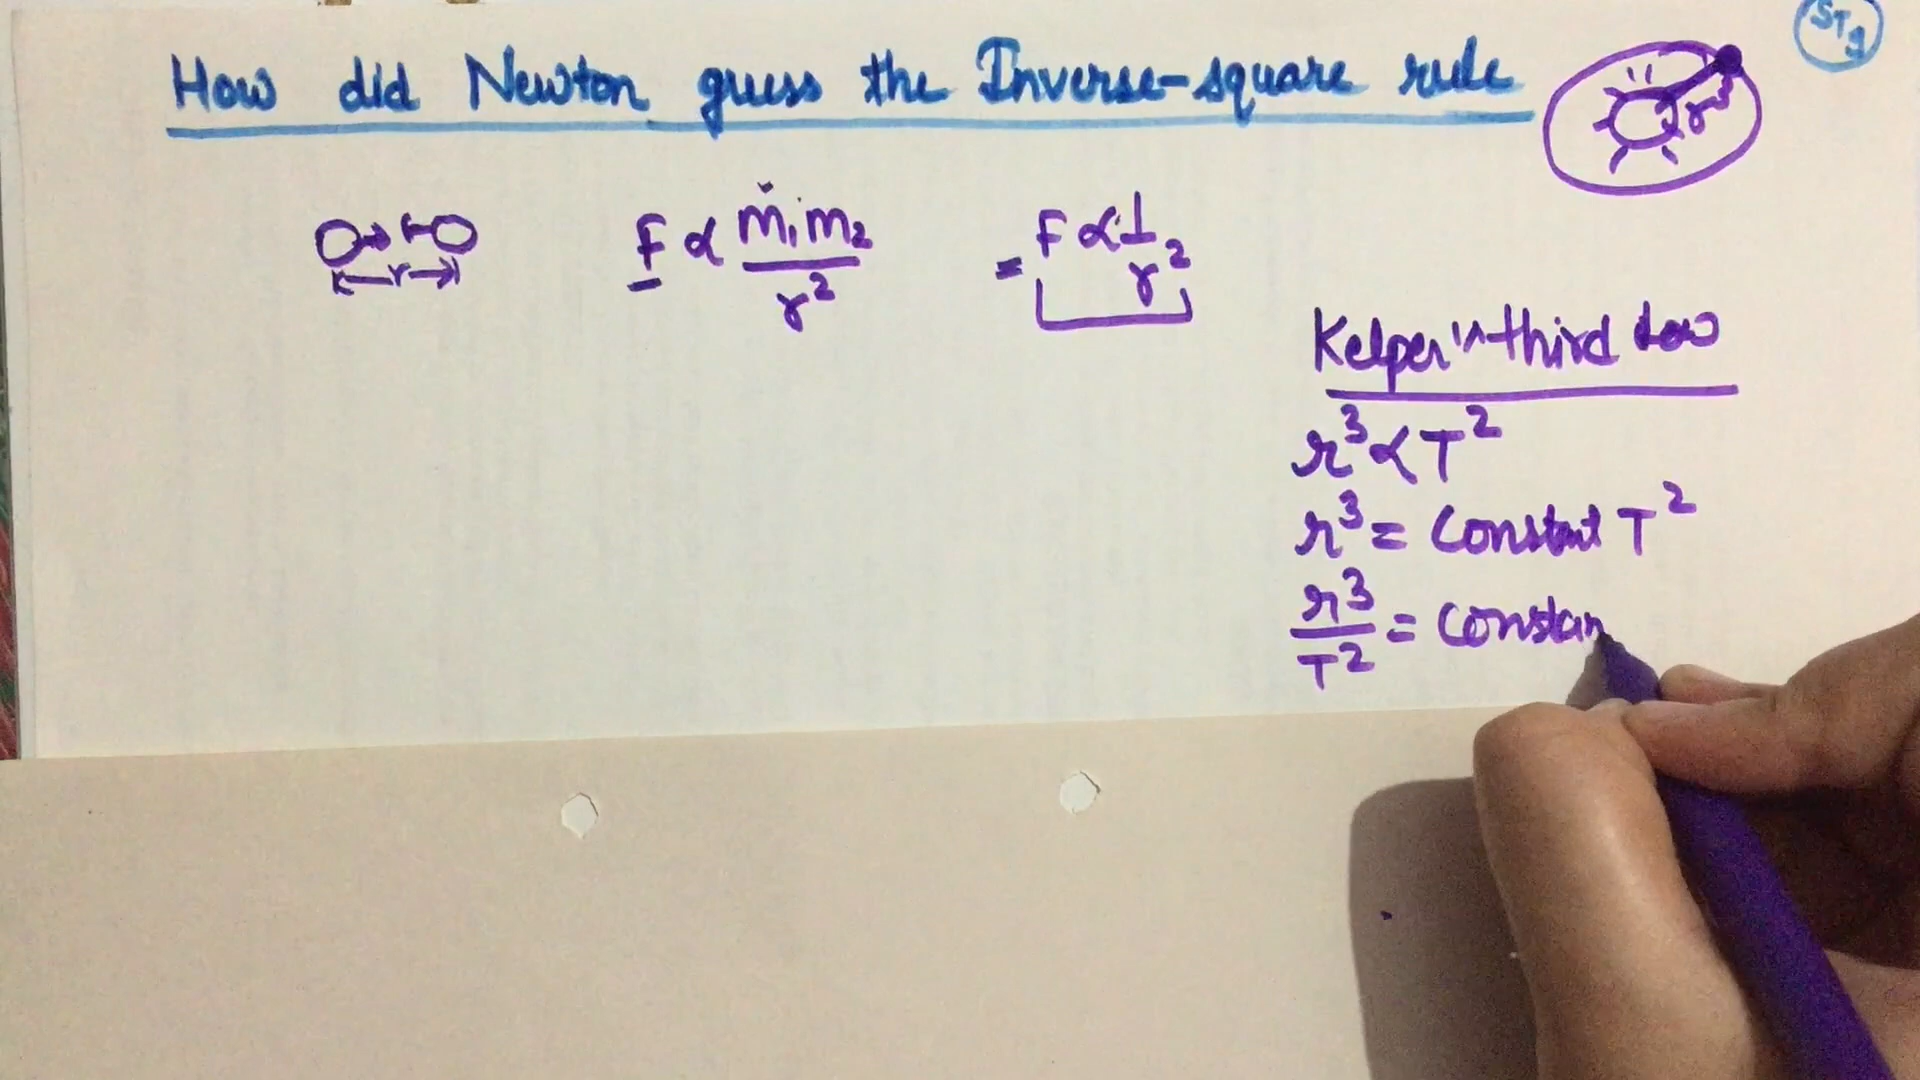 How did Newton guess the Inverse-square rule
STg
r
r
F ∝ m₁m₂/r²
= F ∝ 1/r²
Kelper's third law
r³ ∝ T²
r³ = Constant T²
r³/T² = Constan